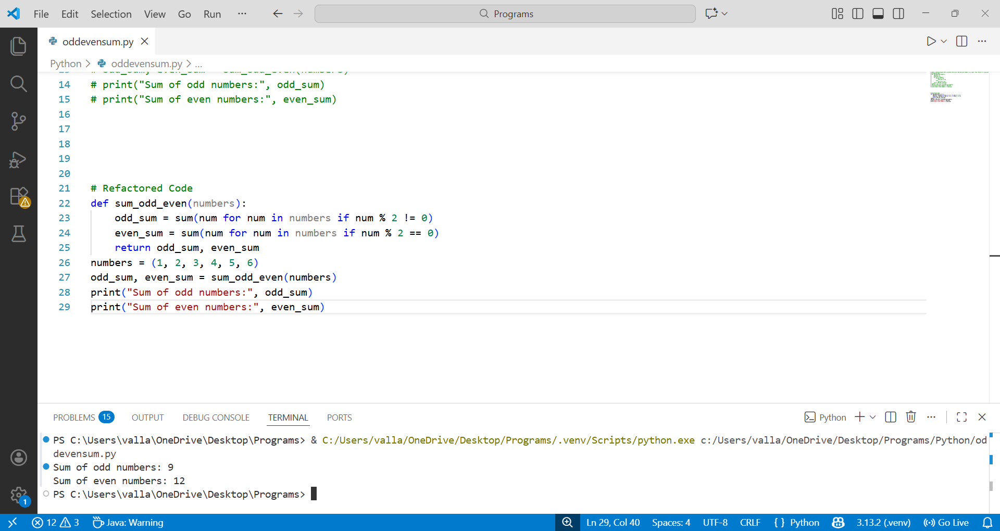 File Edit Selection View Go Run ··· Programs
oddevensum.py
Python > oddevensum.py > ...
14 # print("Sum of odd numbers:", odd_sum)
15 # print("Sum of even numbers:", even_sum)
16
17
18
19
20
21 # Refactored Code
22 def sum_odd_even(numbers):
23 odd_sum = sum(num for num in numbers if num % 2 != 0)
24 even_sum = sum(num for num in numbers if num % 2 == 0)
25 return odd_sum, even_sum
26 numbers = (1, 2, 3, 4, 5, 6)
27 odd_sum, even_sum = sum_odd_even(numbers)
28 print("Sum of odd numbers:", odd_sum)
29 print("Sum of even numbers:", even_sum)
PROBLEMS 15 OUTPUT DEBUG CONSOLE TERMINAL PORTS Python
PS C:\Users\valla\OneDrive\Desktop\Programs> & C:/Users/valla/OneDrive/Desktop/Programs/.venv/Scripts/python.exe c:/Users/valla/OneDrive/Desktop/Programs/Python/od
devensum.py
Sum of odd numbers: 9
Sum of even numbers: 12
PS C:\Users\valla\OneDrive\Desktop\Programs>
1
12 3 Java: Warning Ln 29, Col 40 Spaces: 4 UTF-8 CRLF { } Python 3.13.2 (.venv) Go Live